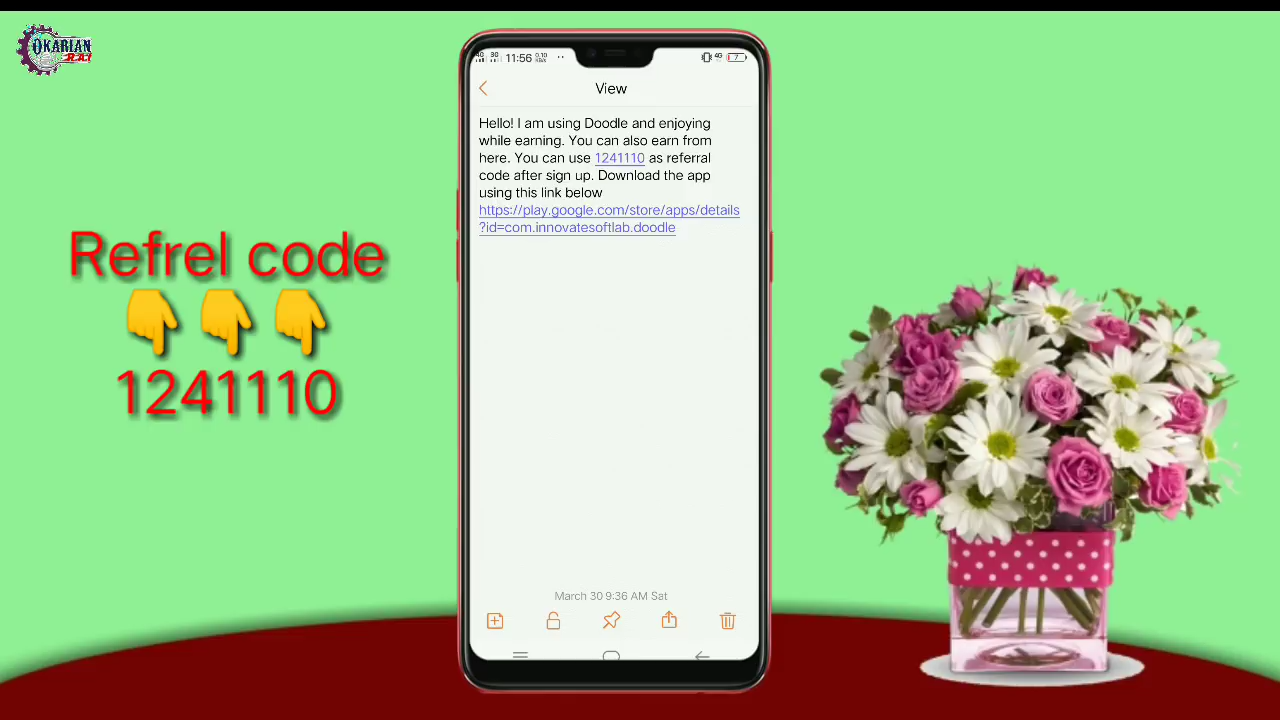 OKARIAN
RAJ
11:56
7
View
Hello! I am using Doodle and enjoying
while earning. You can also earn from
here. You can use 1241110 as referral
code after sign up. Download the app
using this link below
https://play.google.com/store/apps/details
?id=com.innovatesoftlab.doodle
March 30 9:36 AM Sat
Refrel code
👇👇👇
1241110